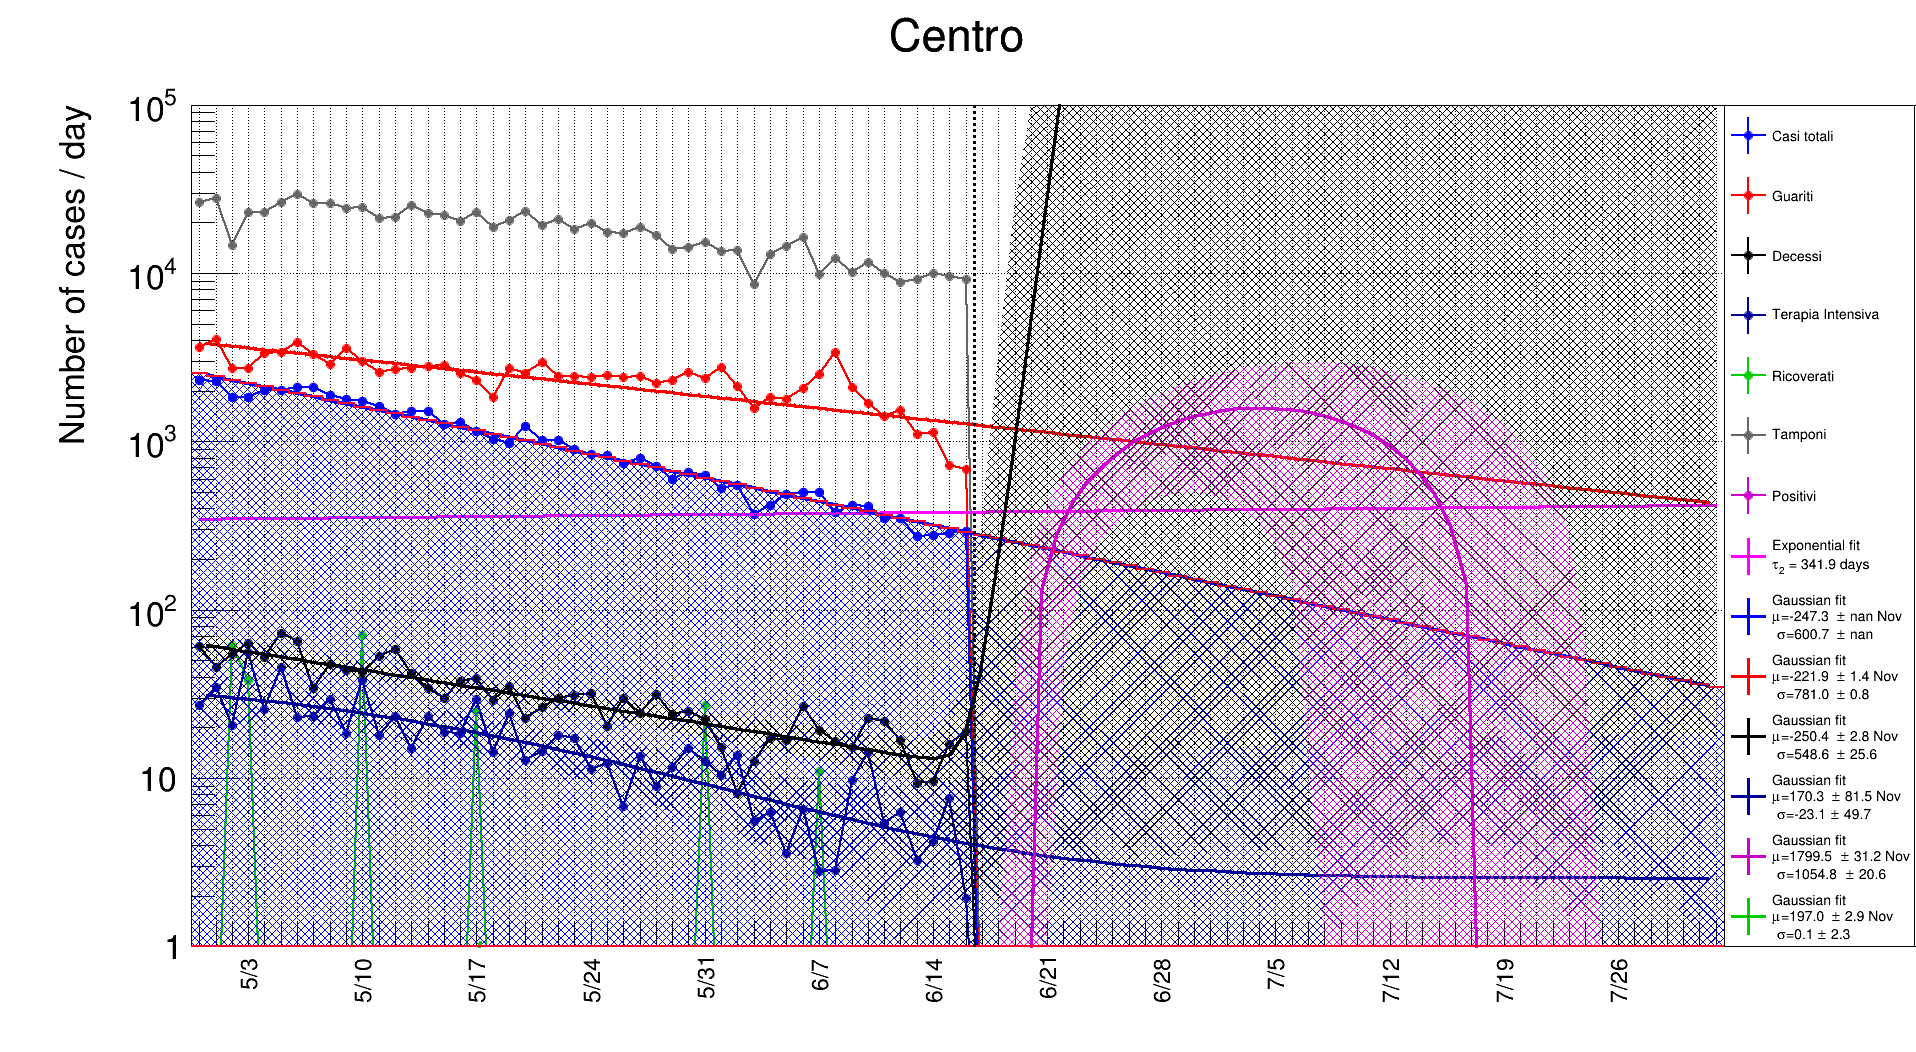 Centro
Number of cases / day
10^5
10^4
10^3
10^2
10
1
5/3
5/10
5/17
5/24
5/31
6/7
6/14
6/21
6/28
7/5
7/12
7/19
7/26
Casi totali
Guariti
Decessi
Terapia Intensiva
Ricoverati
Tamponi
Positivi
Exponential fit
τ₂ = 341.9 days
Gaussian fit
μ=-247.3 ± nan Nov
σ=600.7 ± nan
Gaussian fit
μ=-221.9 ± 1.4 Nov
σ=781.0 ± 0.8
Gaussian fit
μ=-250.4 ± 2.8 Nov
σ=548.6 ± 25.6
Gaussian fit
μ=170.3 ± 81.5 Nov
σ=-23.1 ± 49.7
Gaussian fit
μ=1799.5 ± 31.2 Nov
σ=1054.8 ± 20.6
Gaussian fit
μ=197.0 ± 2.9 Nov
σ=0.1 ± 2.3